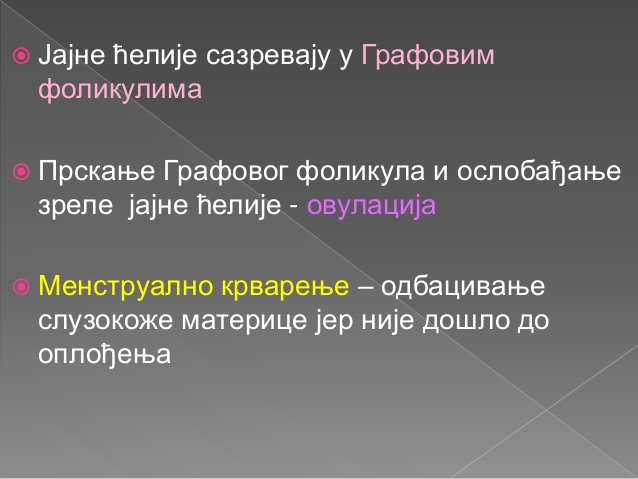 Јајне ћелије сазревају у Графовим
фоликулима
Прскање Графовог фоликула и ослобађање
зреле јајне ћелије - овулација
Менструално крварење – одбацивање
слузокоже материце јер није дошло до
оплођења